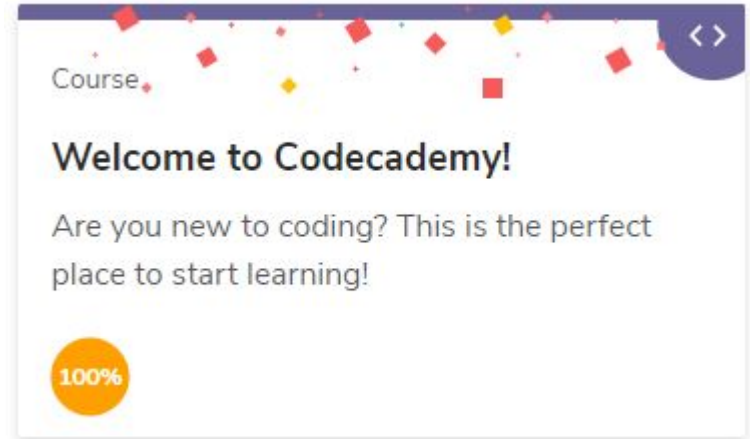 Course
Welcome to Codecademy!
Are you new to coding? This is the perfect
place to start learning!
100%